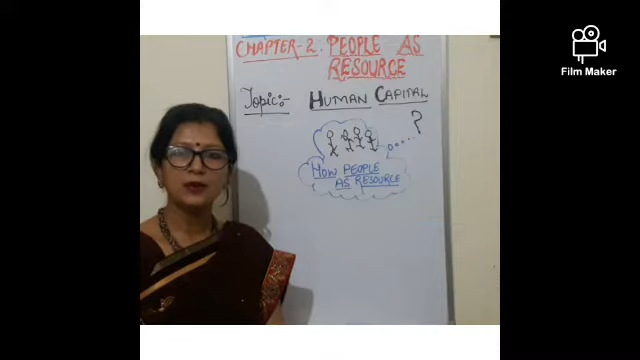 CHAPTER-2. PEOPLE AS
RESOURCE
Topic:- HUMAN CAPITAL
?
HOW PEOPLE
AS RESOURCE
Film Maker